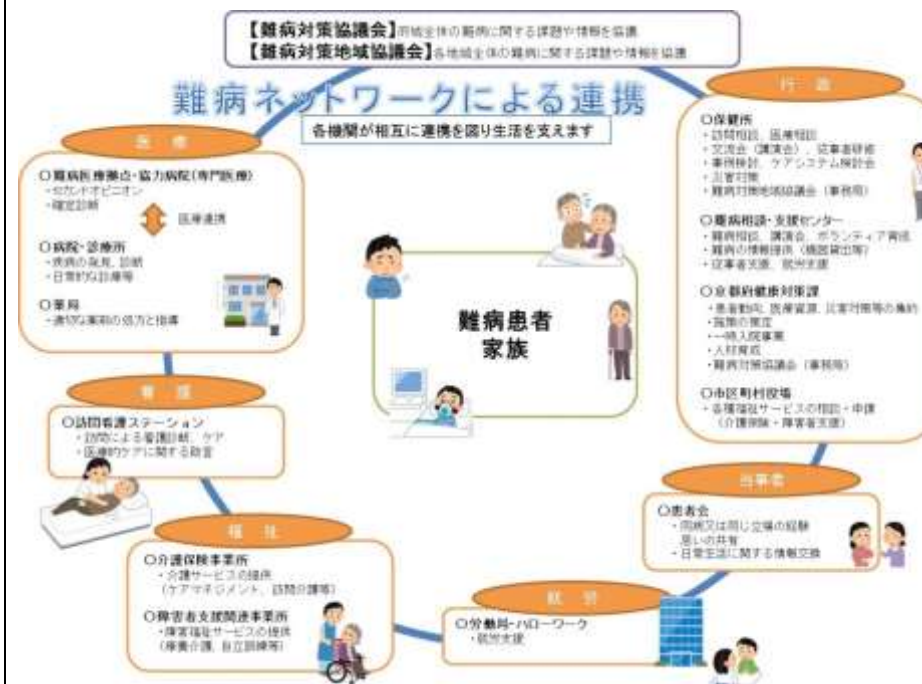 【難病対策協議会】府域全体の難病に関する課題や情報を協議
【難病対策地域協議会】各地域全体の難病に関する課題や情報を協議
難病ネットワークによる連携
各機関が相互に連携を図り生活を支えます
医 療
○難病医療拠点・協力病院(専門医療)
・セカンドオピニオン
・確定診断
医療連携
○病院・診療所
・疾病の発見、診断
・日常的な診療等
○薬局
・適切な薬剤の処方と指導
看 護
○訪問看護ステーション
・訪問による看護診断、ケア
・医療的ケアに関する助言
福 祉
○介護保険事業所
・介護サービスの提供
(ケアマネジメント、訪問介護等)
○障害者支援関連事業所
・障害福祉サービスの提供
(療養介護、自立訓練等)
難病患者
家族
行 政
○保健所
・訪問相談、医療相談
・交流会(講演会)、従事者研修
・事例検討、ケアシステム検討会
・災害対策
・難病対策地域協議会(事務局)
○難病相談・支援センター
・難病相談、講演会、ボランティア育成
・難病の情報提供(機器貸出等)
・従事者支援、就労支援
○京都府健康対策課
・患者動向、医療資源、災害対策等の集約
・施策の策定
・一時入院事業
・人材育成
・難病対策協議会(事務局)
○市区町村役場
・各種福祉サービスの相談・申請
(介護保険・障害者支援)
当事者
○患者会
・同病又は同じ立場の経験
思いの共有
・日常生活に関する情報交換
就 労
○労働局・ハローワーク
・就労支援